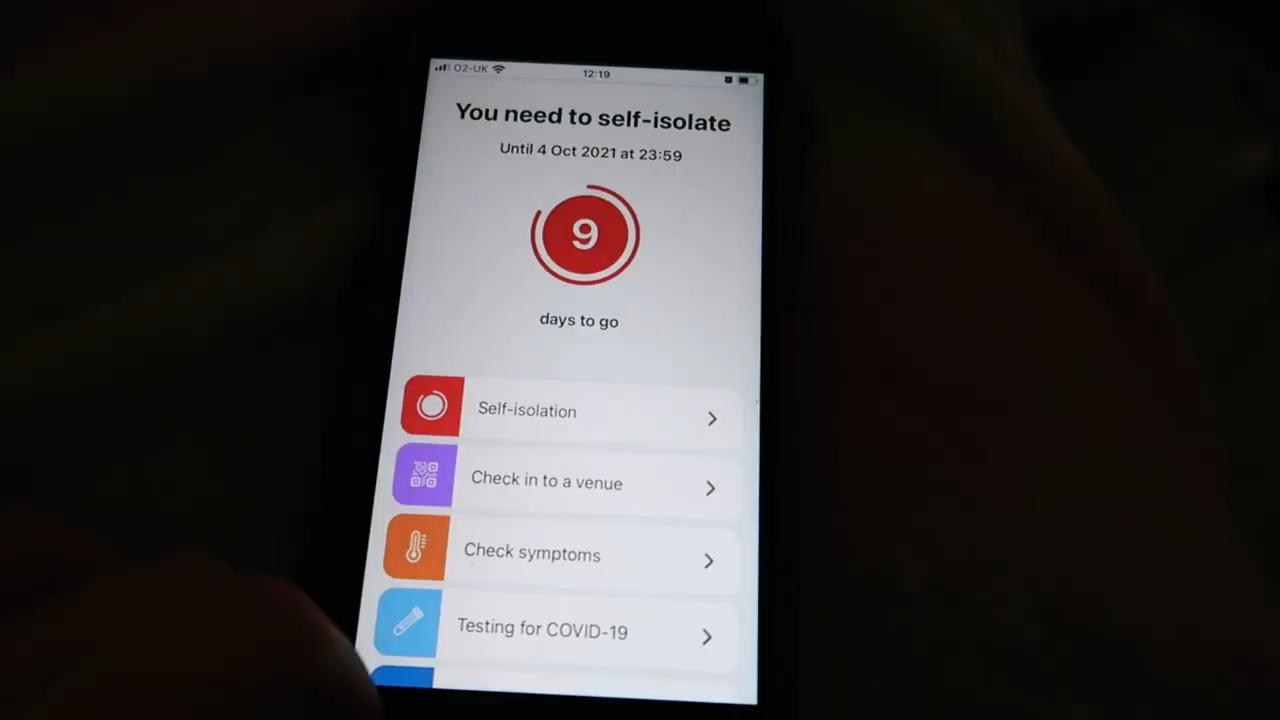 O2-UK
12:19
You need to self-isolate
Until 4 Oct 2021 at 23:59
9
days to go
Self-isolation
Check in to a venue
Check symptoms
Testing for COVID-19